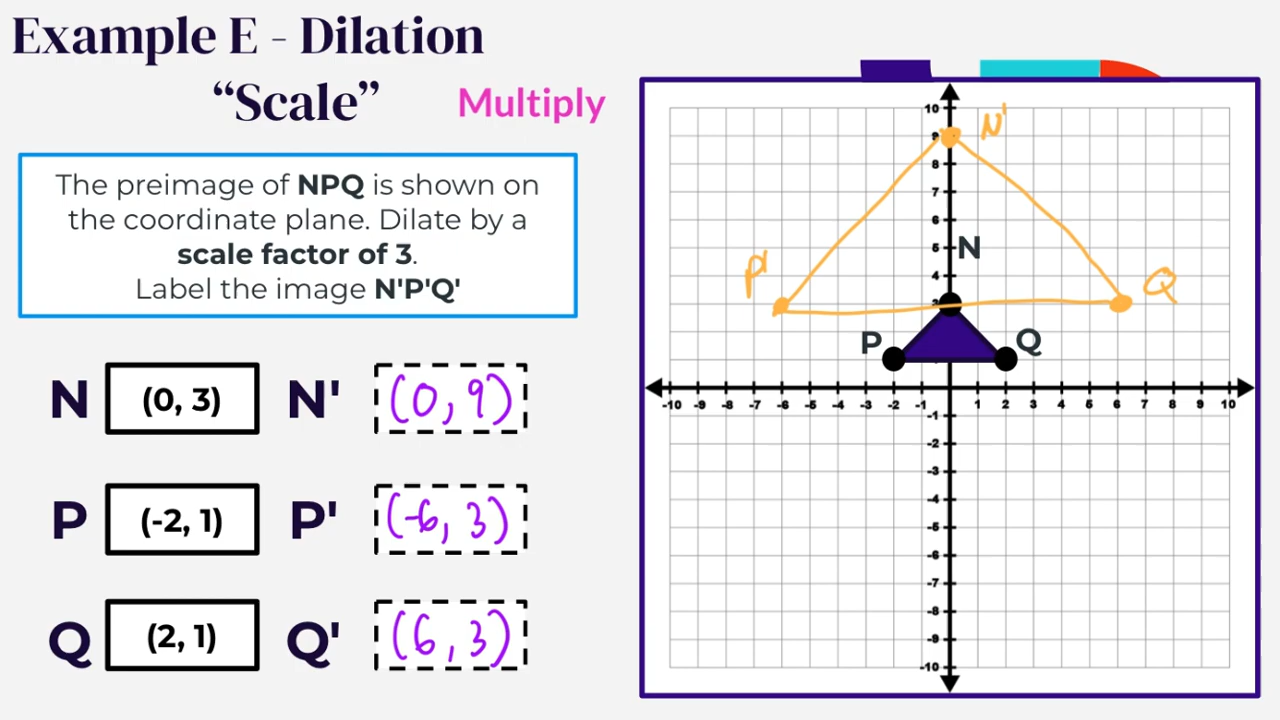 Example E - Dilation
“Scale”
Multiply
The preimage of NPQ is shown on
the coordinate plane. Dilate by a
scale factor of 3.
Label the image N'P'Q'
N (0, 3) N' (0, 9)
P (-2, 1) P' (-6, 3)
Q (2, 1) Q' (6, 3)
10
N'
9
8
7
6
5 N
4
P' Q
3
P Q
-10 -9 -8 -7 -6 -5 -4 -3 -2 -1 1 2 3 4 5 6 7 8 9 10
-1
-2
-3
-4
-5
-6
-7
-8
-9
-10